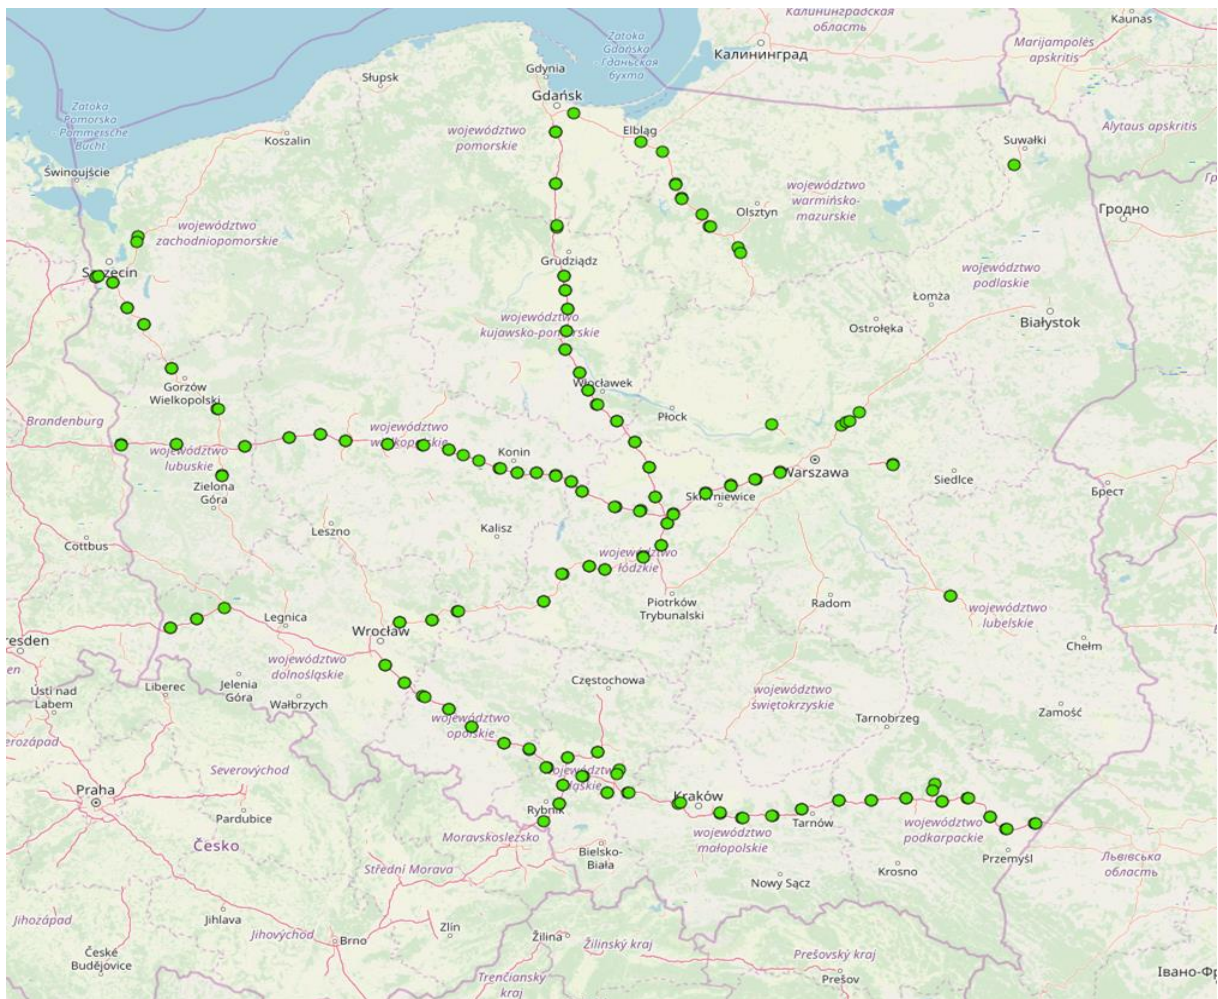 Калининградская
область
Kaunas
Słupsk
Gdynia
Zatoka
Gdańska
- Гданьская
бухта
Калининград
Marijampolės
apskritis
Gdańsk
Zatoka
Pomorska
- Pommersche
Bucht
Koszalin
województwo
pomorskie
Elbląg
Suwałki
Alytaus apskritis
Świnoujście
województwo
zachodniopomorskie
Olsztyn
województwo
warmińsko-
mazurskie
Гродно
Szczecin
Grudziądz
województwo
podlaskie
Łomża
województwo
kujawsko-pomorskie
Ostrołęka
Białystok
Gorzów
Wielkopolski
Włocławek
Płock
Brandenburg
województwo
lubuskie
województwo
wielkopolskie
Konin
Warszawa
Zielona
Góra
Skierniewice
Siedlce
Брест
Leszno
Kalisz
Cottbus
województwo
łódzkie
Piotrków
Trybunalski
Radom
województwo
lubelskie
Legnica
Wrocław
Chełm
województwo
dolnośląskie
Liberec
Jelenia
Góra
Wałbrzych
Ústí nad
Labem
Częstochowa
województwo
świętokrzyskie
Zamość
Tarnobrzeg
województwo
opolskie
Severovýchod
Praha
Pardubice
Rybnik
Kraków
Tarnów
województwo
podkarpackie
Česko
Moravskoslezsko
województwo
małopolskie
Przemyśl
Львівська
область
Střední Morava
Bielsko-
Biała
Nowy Sącz
Krosno
Jihozápad
Jihlava
Jihovýchod
Zlín
Brno
Žilina
Žilinský kraj
Prešovský kraj
České
Budějovice
Trenčianský
kraj
Prešov